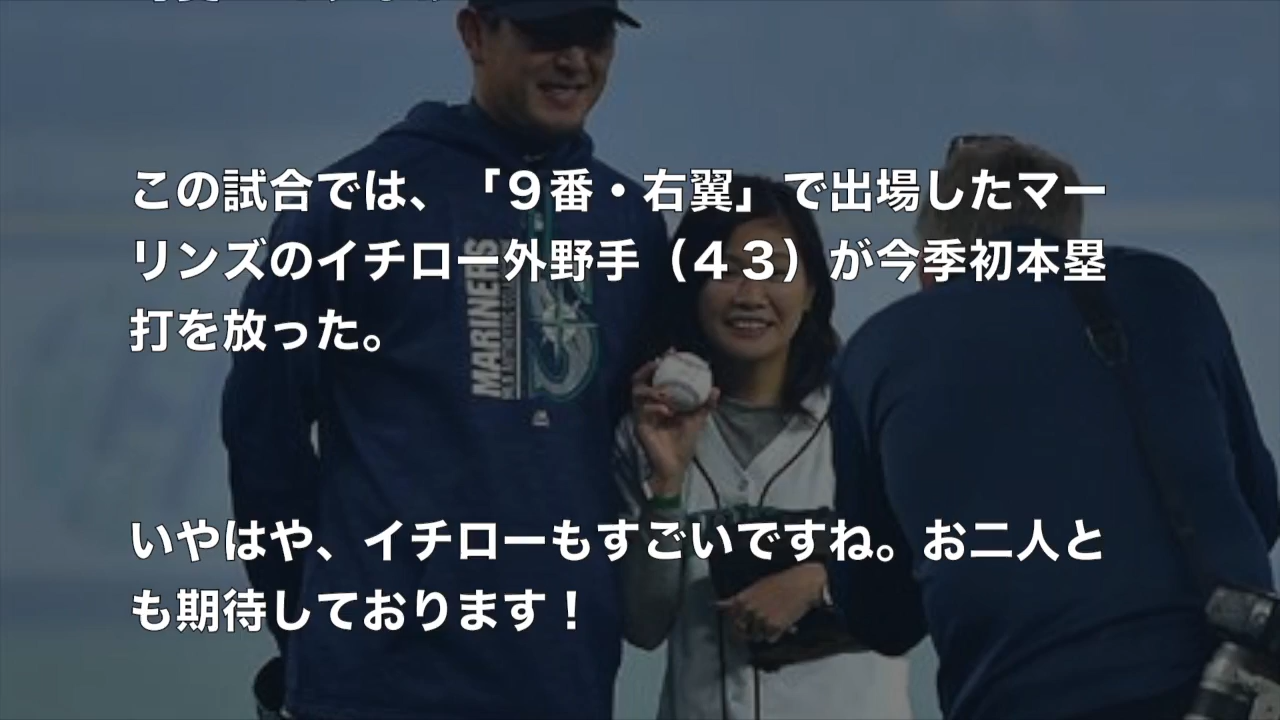 この試合では、「９番・右翼」で出場したマー
リンズのイチロー外野手（４３）が今季初本塁
打を放った。
MARINERS
いやはや、イチローもすごいですね。お二人と
も期待しております！